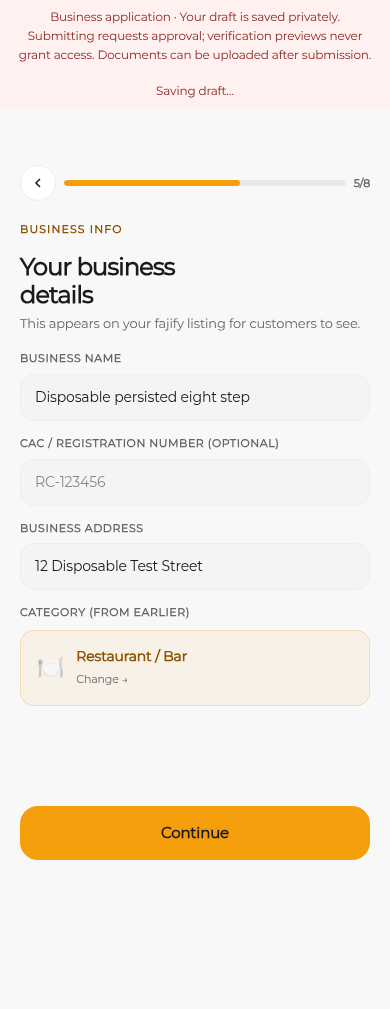 Business application · Your draft is saved privately.
Submitting requests approval; verification previews never
grant access. Documents can be uploaded after submission.
Saving draft…
5/8
BUSINESS INFO
Your business
details
This appears on your fajify listing for customers to see.
BUSINESS NAME
Disposable persisted eight step
CAC / REGISTRATION NUMBER (OPTIONAL)
RC-123456
BUSINESS ADDRESS
12 Disposable Test Street
CATEGORY (FROM EARLIER)
Restaurant / Bar
Change →
Continue